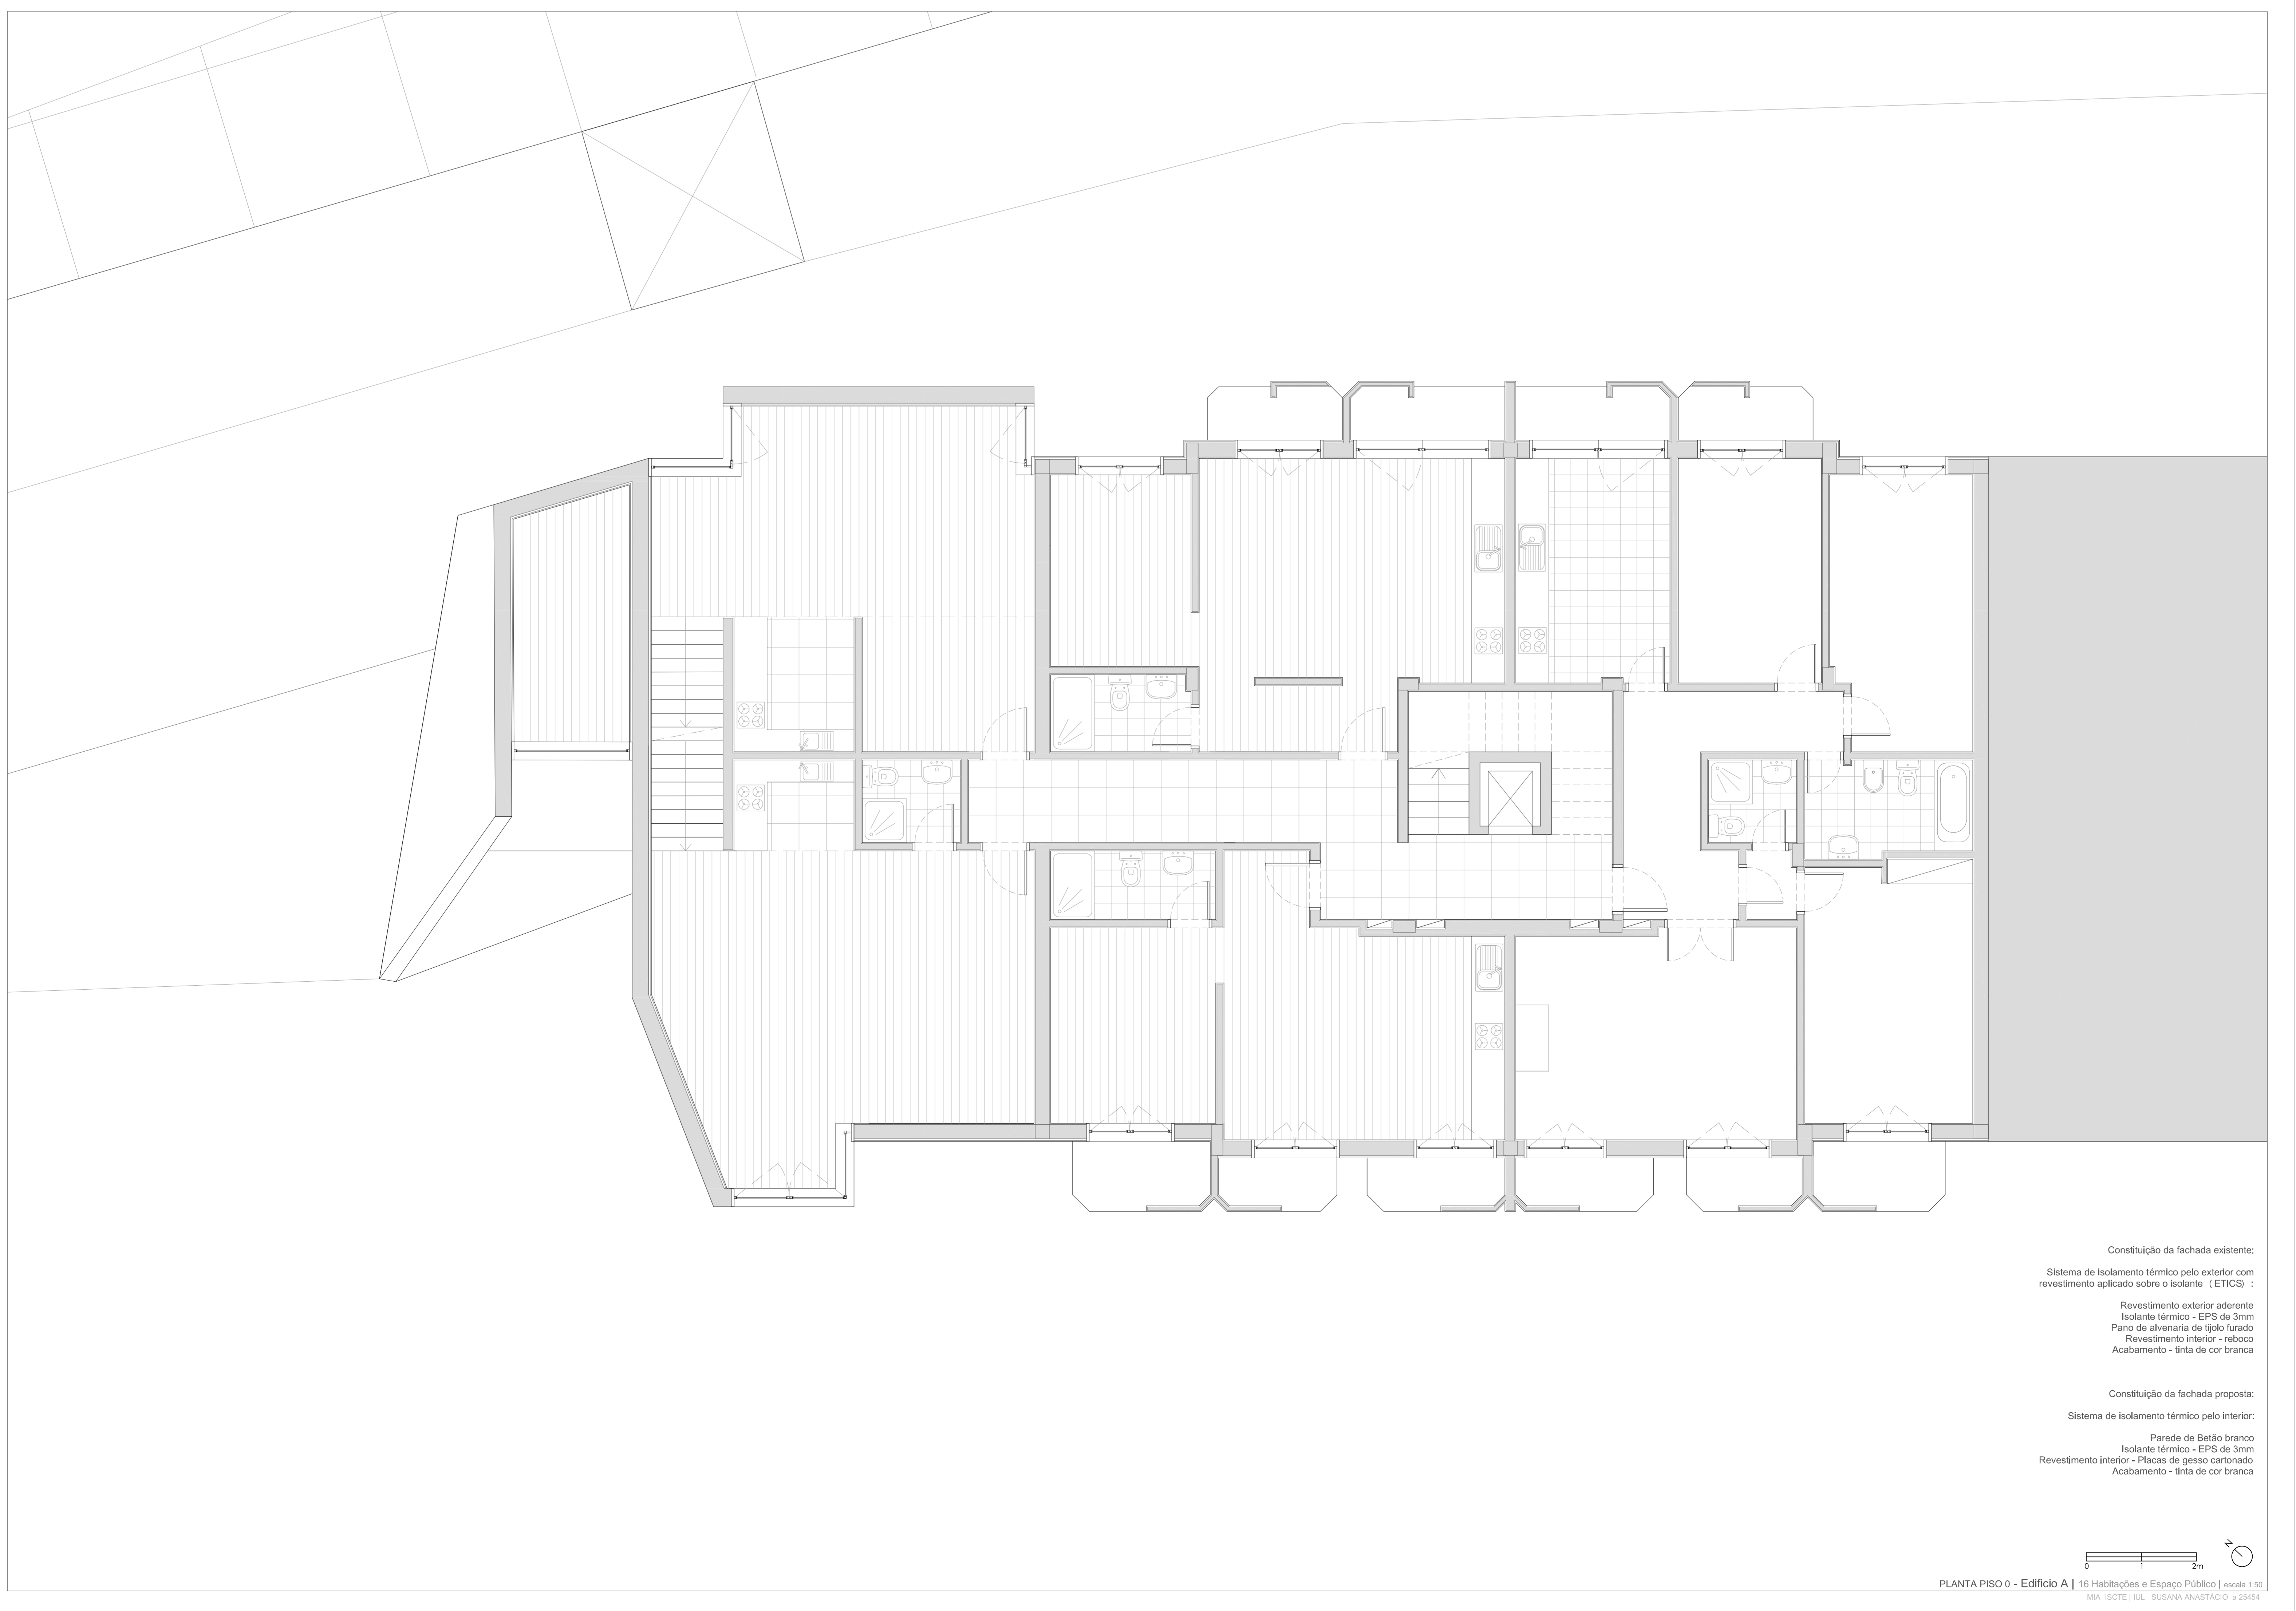 Constituição da fachada existente:
Sistema de isolamento térmico pelo exterior com
revestimento aplicado sobre o isolante ( ETICS) :
Revestimento exterior aderente
Isolante térmico - EPS de 3mm
Pano de alvenaria de tijolo furado
Revestimento interior - reboco
Acabamento - tinta de cor branca
Constituição da fachada proposta:
Sistema de isolamento térmico pelo interior:
Parede de Betão branco
Isolante térmico - EPS de 3mm
Revestimento interior - Placas de gesso cartonado
Acabamento - tinta de cor branca
N
0 1 2m
PLANTA PISO 0 - Edificio A | 16 Habitações e Espaço Público | escala 1:50
MIA ISCTE | IUL SUSANA ANASTÁCIO a 25454